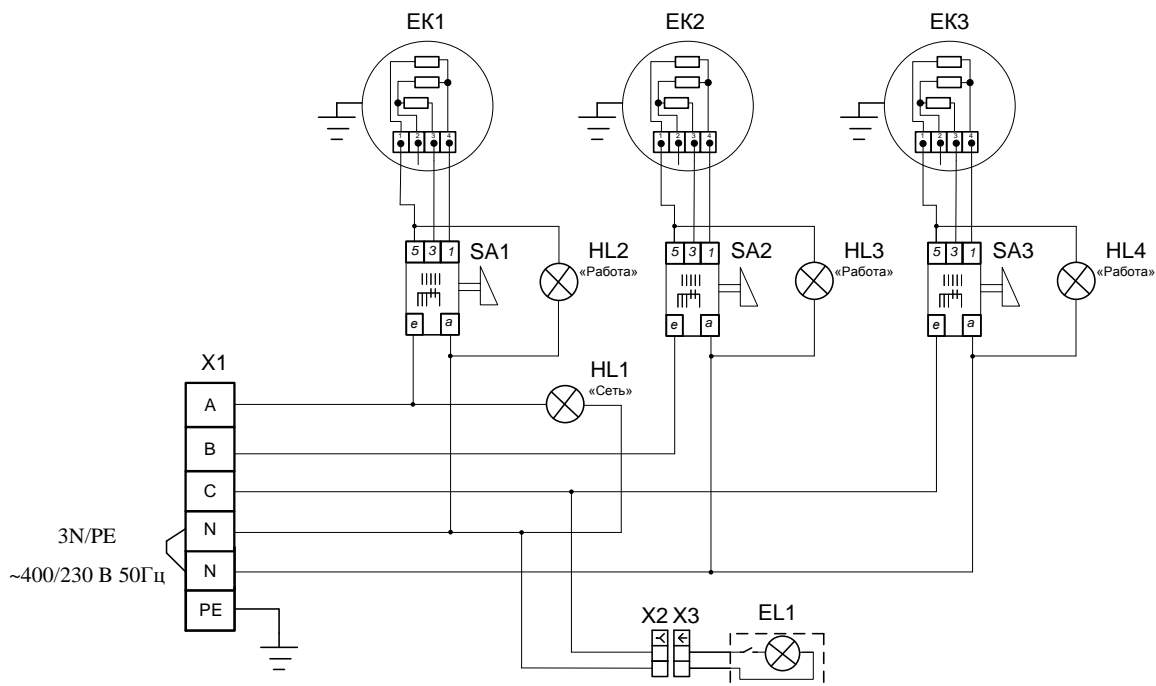 EK1
EK2
EK3
1 2 3 4
1 2 3 4
1 2 3 4
5 3 1
SA1
HL2
«Работа»
5 3 1
SA2
HL3
«Работа»
5 3 1
SA3
HL4
«Работа»
e a
e a
e a
X1
HL1
«Сеть»
A
B
C
N
N
PE
3N/PE
~400/230 В 50Гц
X2 X3
EL1